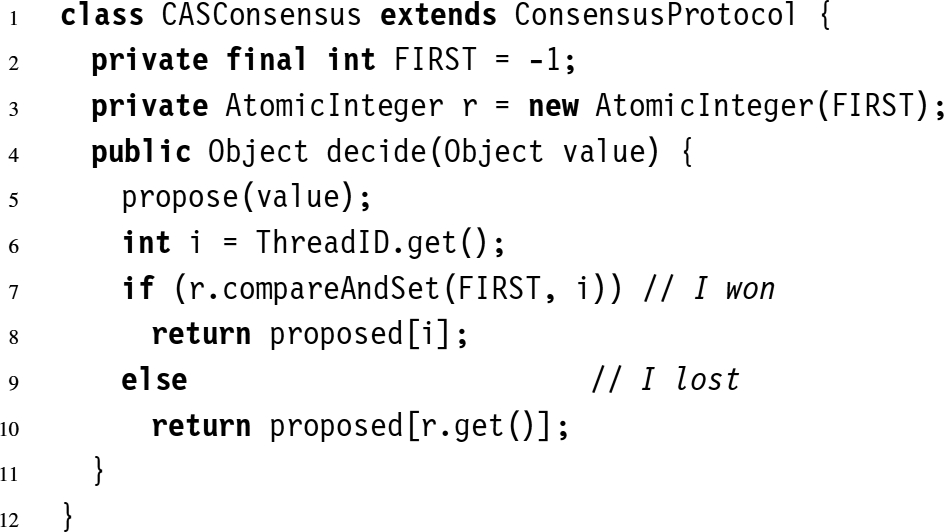 1 class CASConsensus extends ConsensusProtocol {
2 private final int FIRST = -1;
3 private AtomicInteger r = new AtomicInteger(FIRST);
4 public Object decide(Object value) {
5 propose(value);
6 int i = ThreadID.get();
7 if (r.compareAndSet(FIRST, i)) // I won
8 return proposed[i];
9 else // I lost
10 return proposed[r.get()];
11 }
12 }